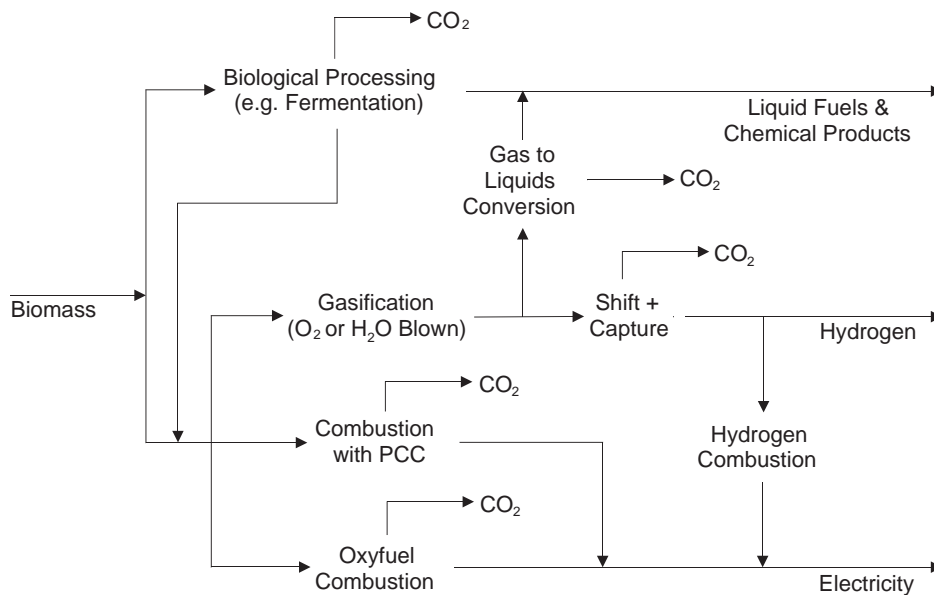 CO₂
Biological Processing
(e.g. Fermentation)
Liquid Fuels &
Chemical Products
Gas to
Liquids
Conversion
CO₂
CO₂
Biomass
Gasification
(O₂ or H₂O Blown)
Shift +
Capture
Hydrogen
CO₂
Combustion
with PCC
Hydrogen
Combustion
CO₂
Oxyfuel
Combustion
Electricity